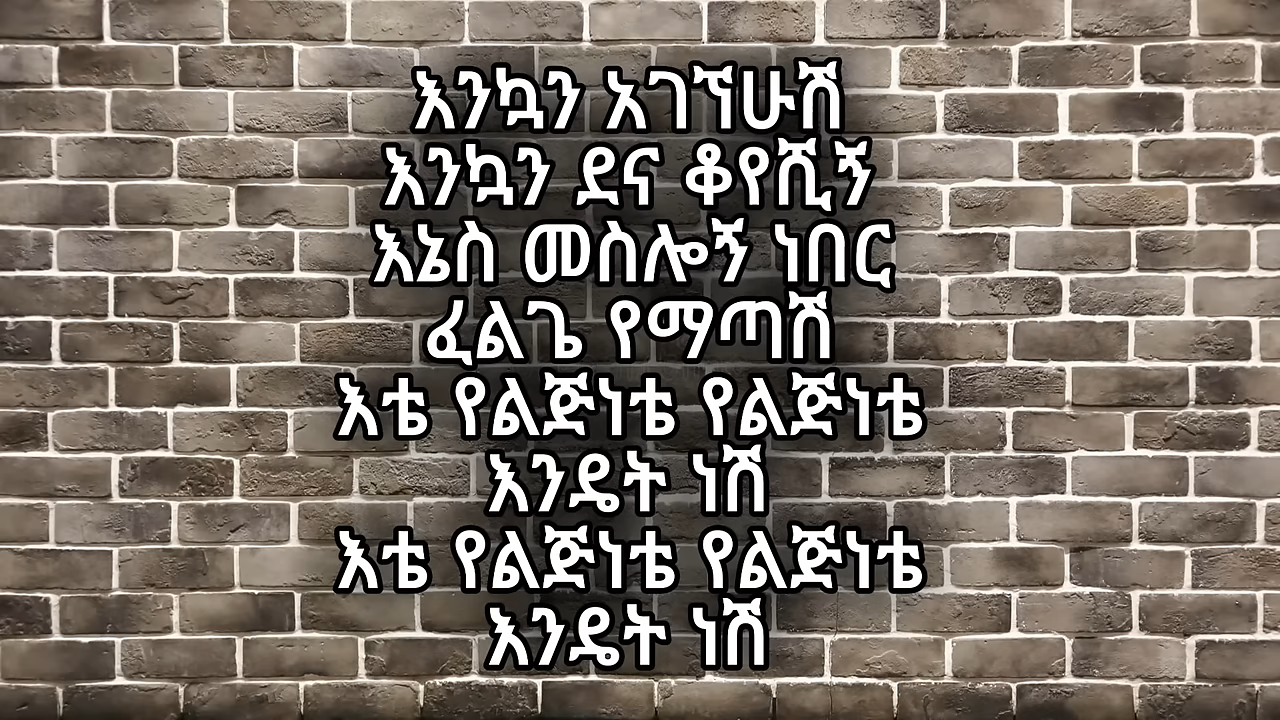 እንኳን አገኘሁሽ
እንኳን ደና ቆየሺኝ
እኔስ መስሎኝ ነበር
ፈልጌ የማጣሽ
እቴ የልጅነቴ የልጅነቴ
እንዴት ነሽ
እቴ የልጅነቴ የልጅነቴ
እንዴት ነሽ